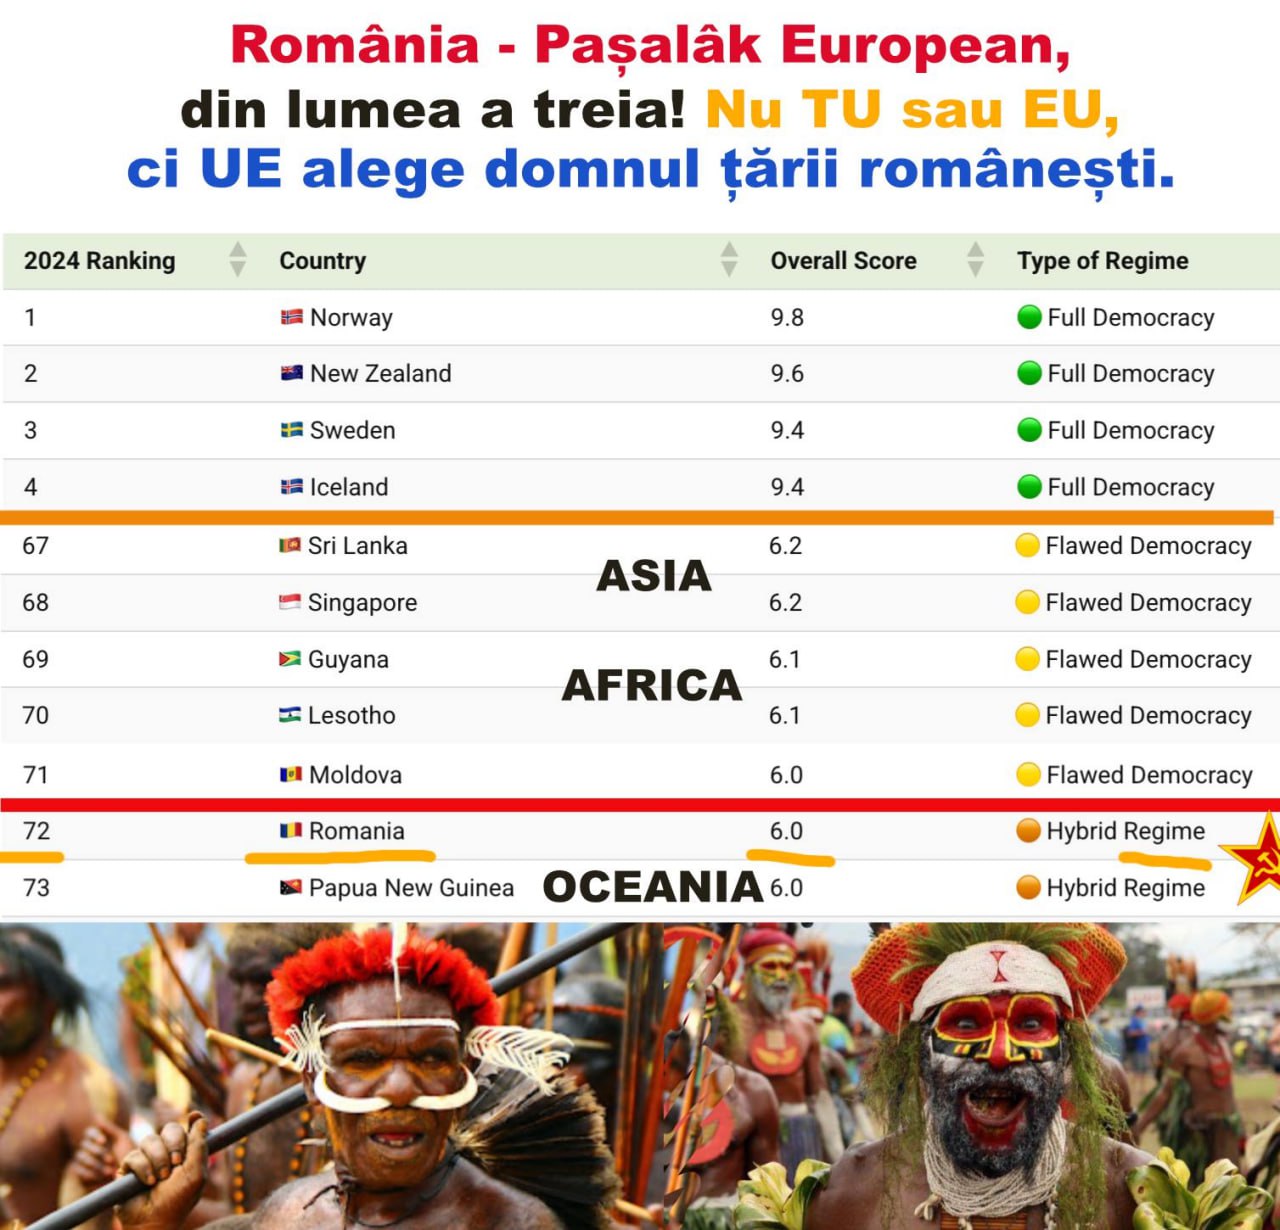 România - Pașalâk European,
din lumea a treia! Nu TU sau EU,
ci UE alege domnul țării românești.
2024 Ranking Country Overall Score Type of Regime
1 Norway 9.8 Full Democracy
2 New Zealand 9.6 Full Democracy
3 Sweden 9.4 Full Democracy
4 Iceland 9.4 Full Democracy
67 Sri Lanka 6.2 Flawed Democracy
ASIA
68 Singapore 6.2 Flawed Democracy
69 Guyana 6.1 Flawed Democracy
AFRICA
70 Lesotho 6.1 Flawed Democracy
71 Moldova 6.0 Flawed Democracy
72 Romania 6.0 Hybrid Regime
73 Papua New Guinea OCEANIA 6.0 Hybrid Regime